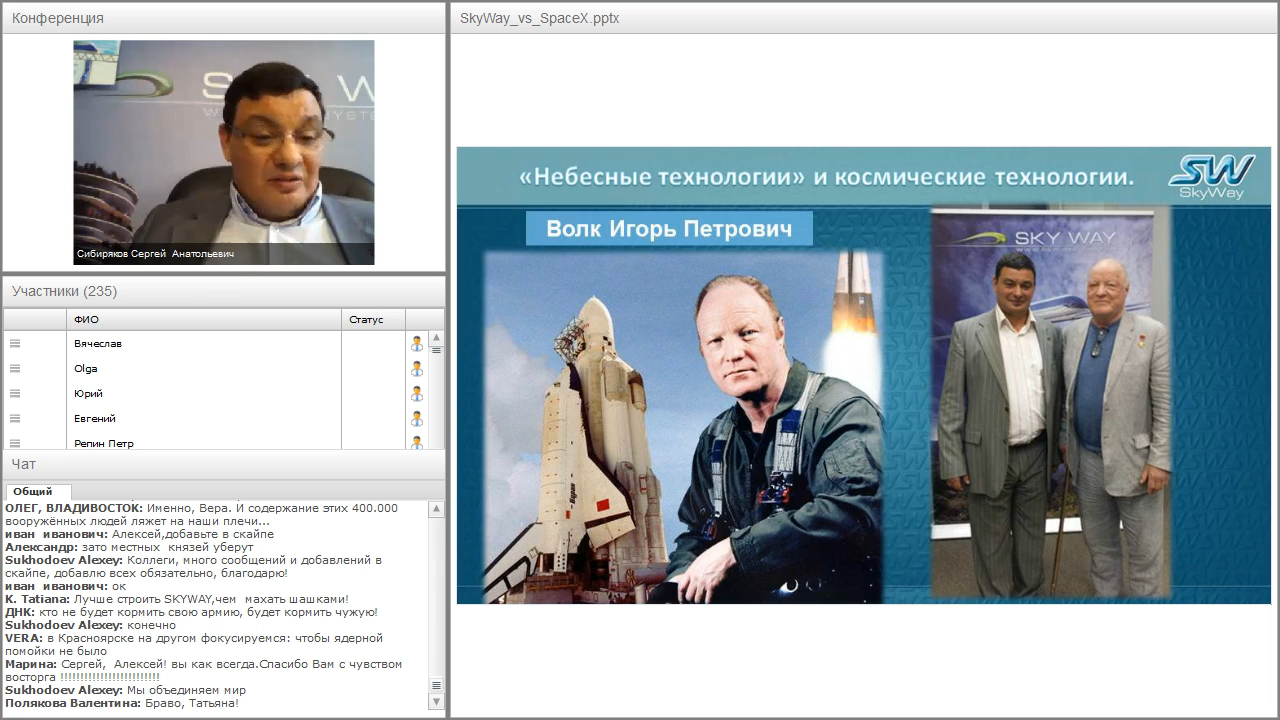 Конференция
SKY W
Сибиряков Сергей Анатольевич
Участники (235)
ФИО
Статус
Вячеслав
Olga
Юрий
Евгений
Репин Петр
Чат
Общий
ОЛЕГ, ВЛАДИВОСТОК: Именно, Вера. И содержание этих 400.000
вооружённых людей ляжет на наши плечи...
иван иванович: Алексей,добавьте в скайпе
Александр: зато местных князей уберут
Sukhodoev Alexey: Коллеги, много сообщений и добавлений в
скайпе, добавлю всех обязательно, благодарю!
иван иванович: ок
K. Tatiana: Лучше строить SKYWAY,чем махать шашками!
ДНК: кто не будет кормить свою армию, будет кормить чужую!
Sukhodoev Alexey: конечно
VERA: в Красноярске на другом фокусируемся: чтобы ядерной
помойки не было
Марина: Сергей, Алексей! вы как всегда.Спасибо Вам с чувством
восторга !!!!!!!!!!!!!!!!!!!!!!!!!
Sukhodoev Alexey: Мы объединяем мир
Полякова Валентина: Браво, Татьяна!
SkyWay_vs_SpaceX.pptx
«Небесные технологии» и космические технологии.
SW
SkyWay
Волк Игорь Петрович
Буран
SKY WAY